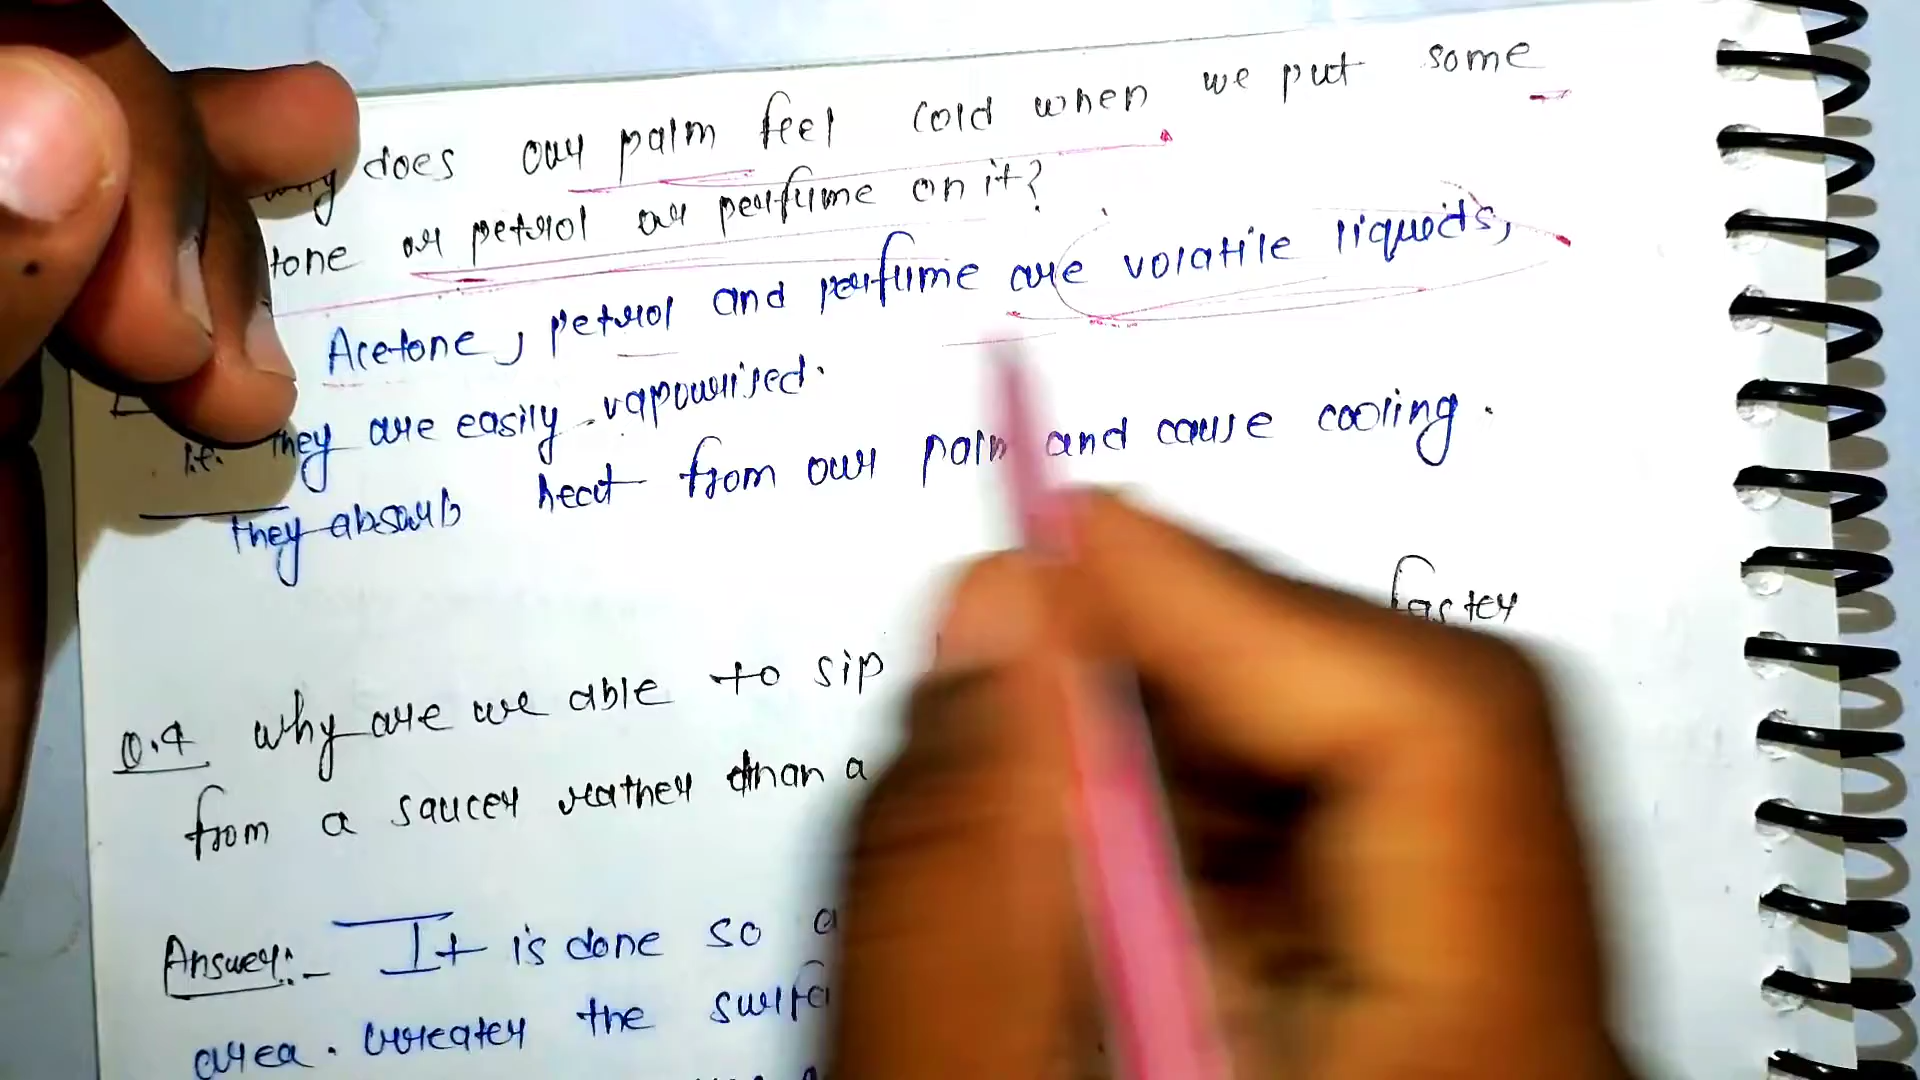 does our palm feel cold when we put some
tone or petrol or perfume on it?
Acetone, petrol and perfume are volatile liquids,
i.e. They are easily vapourised.
They absorb heat from our palm and cause cooling.
faster
Q.4 Why are we able to sip
from a saucer rather than a
Answer:- It is done so
area. Greater the surfa